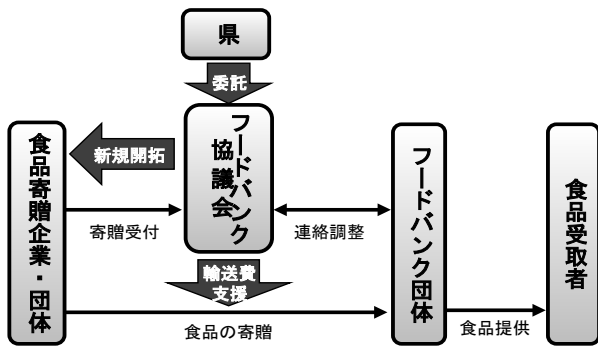 県
委託
フードバンク
協議会
新規開拓
食品寄贈企業・団体
寄贈受付
連絡調整
輸送費
支援
食品の寄贈
フードバンク団体
食品提供
食品受取者